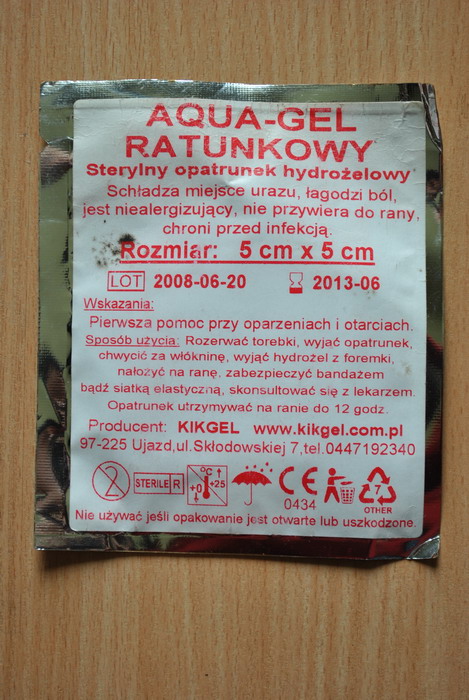 AQUA-GEL
RATUNKOWY
Sterylny opatrunek hydrożelowy
Schładza miejsce urazu, łagodzi ból,
jest niealergizujący, nie przywiera do rany,
chroni przed infekcją.
Rozmiar: 5 cm x 5 cm
LOT 2008-06-20 2013-06
Wskazania:
Pierwsza pomoc przy oparzeniach i otarciach.
Sposób użycia: Rozerwać torebki, wyjąć opatrunek,
chwycić za włókninę, wyjąć hydrożel z foremki,
nałożyć na ranę, zabezpieczyć bandażem
bądź siatką elastyczną, skonsultować się z lekarzem.
Opatrunek utrzymywać na ranie do 12 godz.
Producent: KIKGEL www.kikgel.com.pl
97-225 Ujazd,ul.Skłodowskiej 7,tel.0447192340
2 STERILE R °C +0 +25 CE 0434 7 OTHER
Nie używać jeśli opakowanie jest otwarte lub uszkodzone.